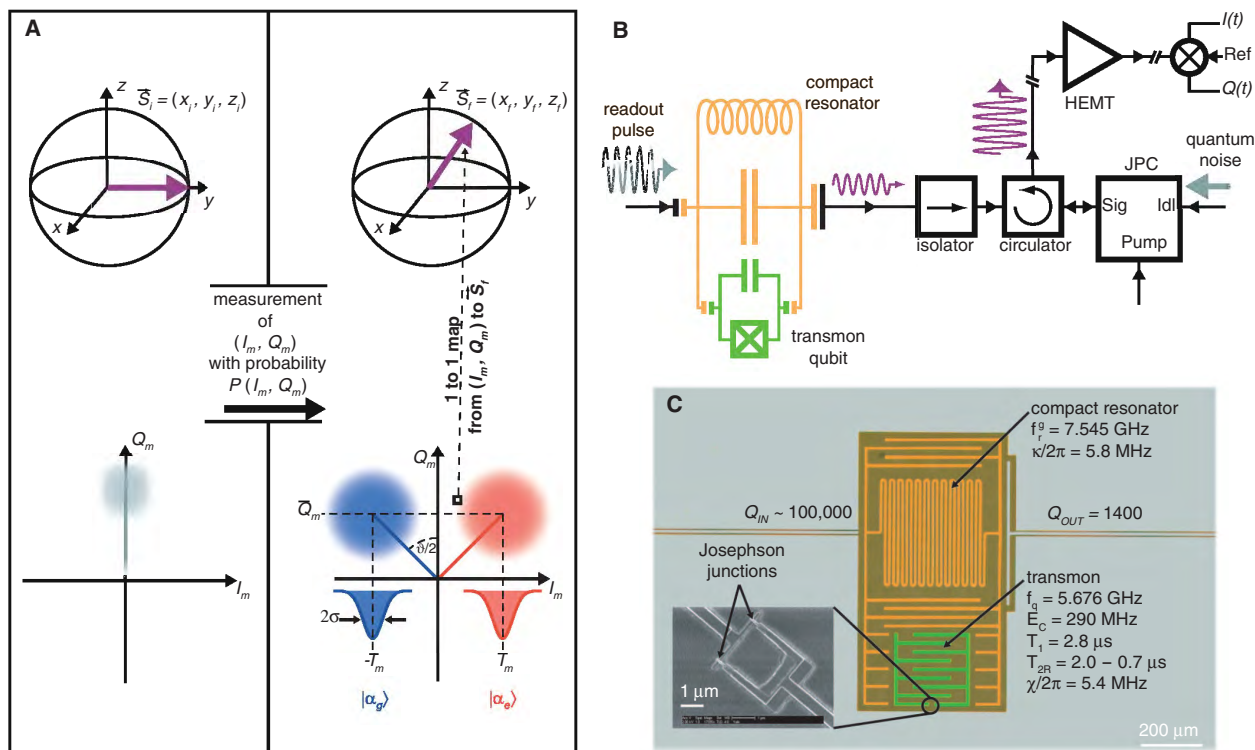 A
z
S⃗i = (xi, yi, zi)
y
x
z
S⃗f = (xf, yf, zf)
y
x
measurement
of
(Im, Qm)
with probability
P (Im, Qm)
1 to 1 map
from (Im, Qm) to S⃗f
Qm
Im
Qm
Q̅m
ϑ/2
Im
2σ
-I̅m
I̅m
|αg⟩
|αe⟩
B
readout
pulse
compact
resonator
transmon
qubit
isolator
circulator
HEMT
I(t)
Ref
Q(t)
quantum
noise
JPC
Sig
Idl
Pump
C
compact resonator
f_r^g = 7.545 GHz
κ/2π = 5.8 MHz
QIN ~ 100,000
QOUT = 1400
Josephson
junctions
1 μm
transmon
fq = 5.676 GHz
EC = 290 MHz
T1 = 2.8 μs
T2R = 2.0 – 0.7 μs
χ/2π = 5.4 MHz
200 μm